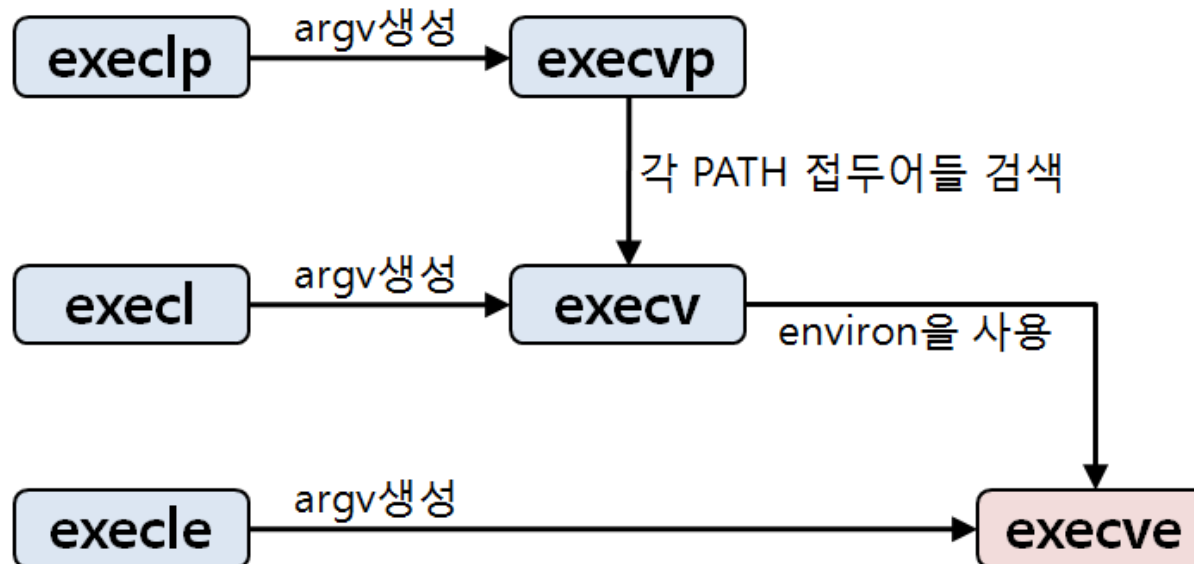 argv생성
execlp
execvp
각 PATH 접두어들 검색
argv생성
execl
execv
environ을 사용
argv생성
execle
execve